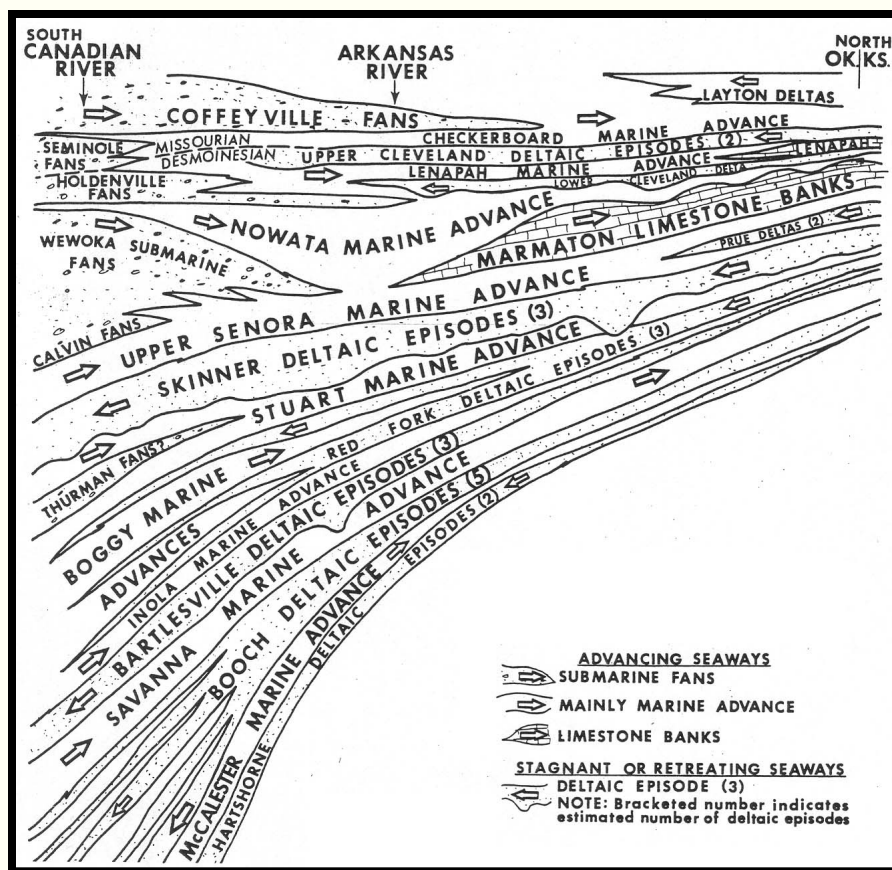 SOUTH
CANADIAN
RIVER
ARKANSAS
RIVER
NORTH
OK. KS.
LAYTON DELTAS
COFFEYVILLE - FANS
CHECKERBOARD MARINE ADVANCE
SEMINOLE
FANS
MISSOURIAN
DESMOINESIAN
UPPER CLEVELAND DELTAIC EPISODES (2)
LENAPAH MARINE ADVANCE
LENAPAH
HOLDENVILLE
FANS
LOWER CLEVELAND DELTA
NOWATA MARINE ADVANCE
MARMATON LIMESTONE BANKS
WEWOKA SUBMARINE
FANS
PRUE DELTAS (2)
CALVIN FANS
UPPER SENORA MARINE ADVANCE
SKINNER DELTAIC EPISODES (3)
STUART MARINE ADVANCE
THURMAN FANS?
RED FORK DELTAIC EPISODES (3)
BOGGY MARINE
ADVANCES
INOLA MARINE ADVANCE
BARTLESVILLE DELTAIC EPISODES (3)
SAVANNA MARINE ADVANCE
BOOCH DELTAIC EPISODES (5)
McCALESTER MARINE ADVANCE
HARTSHORNE DELTAIC EPISODES (2)
ADVANCING SEAWAYS
SUBMARINE FANS
MAINLY MARINE ADVANCE
LIMESTONE BANKS
STAGNANT OR RETREATING SEAWAYS
DELTAIC EPISODE (3)
NOTE: Bracketed number indicates
estimated number of deltaic episodes